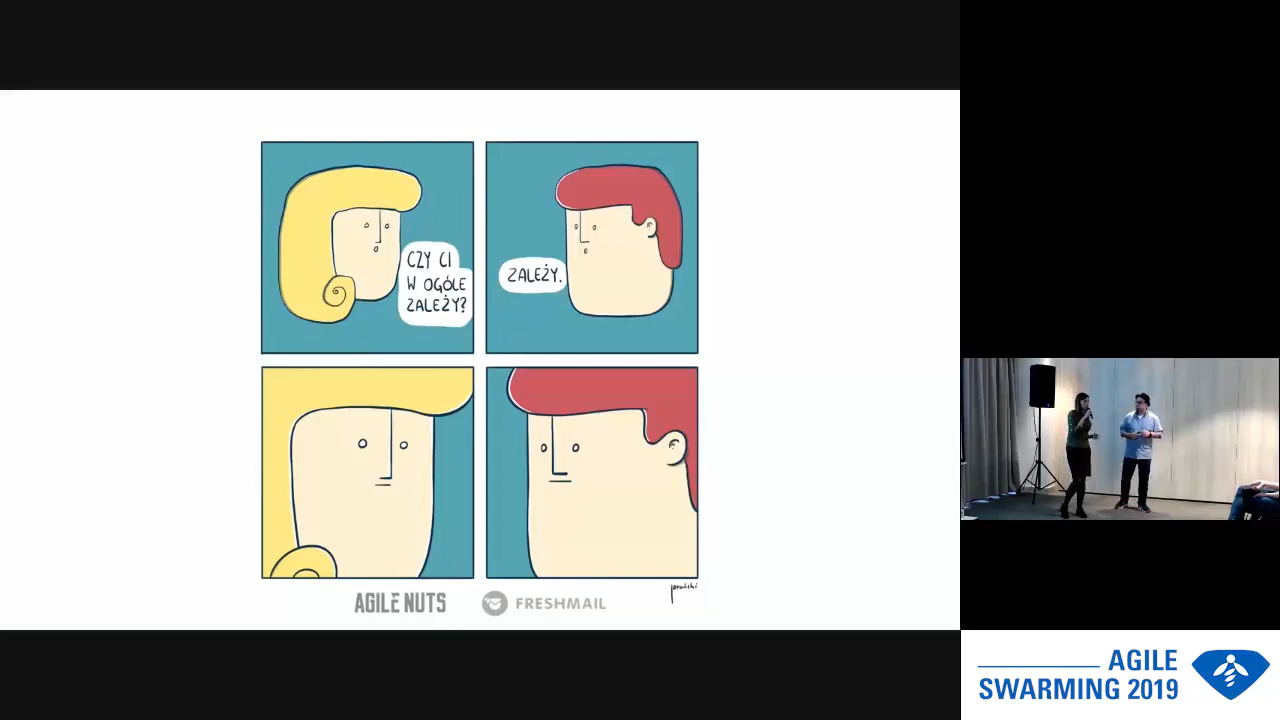 CZY CI
W OGÓLE
ZALEŻY?
ZALEŻY.
AGILE NUTS
FRESHMAIL
AGILE
SWARMING 2019